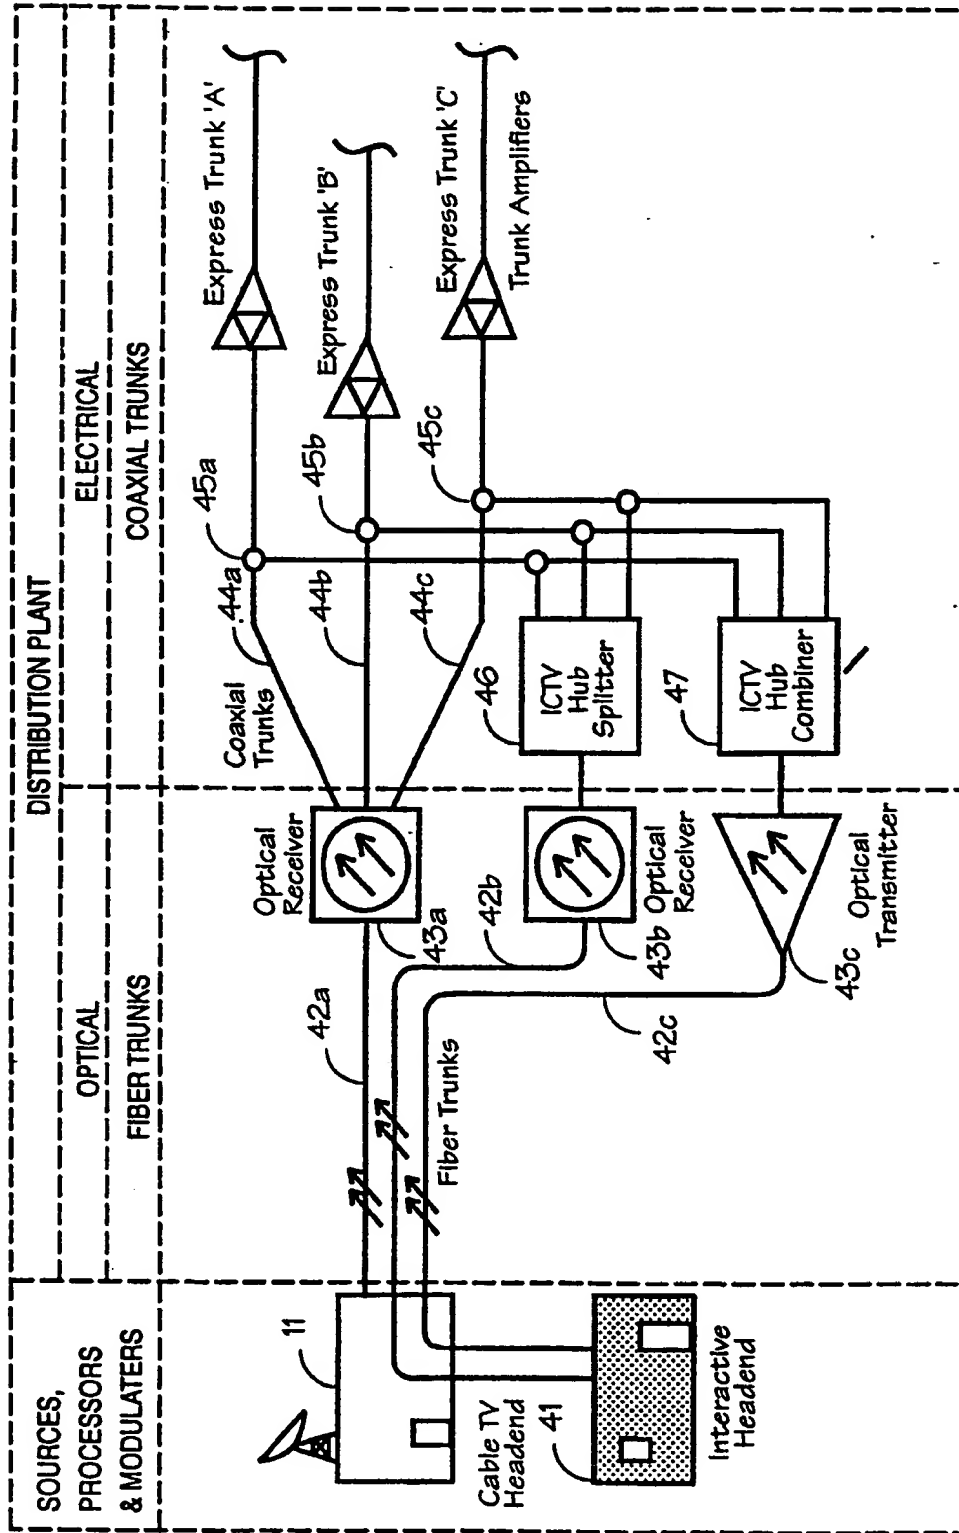 DISTRIBUTION PLANT
SOURCES,
PROCESSORS
& MODULATERS
OPTICAL
ELECTRICAL
FIBER TRUNKS
COAXIAL TRUNKS
11
Cable TV
Headend
41
Interactive
Headend
42a
Fiber Trunks
42b
42c
Optical
Receiver
43a
43b
Optical
Receiver
43c
Optical
Transmitter
Coaxial
Trunks
44a
44b
44c
45a
45b
45c
46
ICTV
Hub
Splitter
47
ICTV
Hub
Combiner
Express Trunk 'A'
Express Trunk 'B'
Express Trunk 'C'
Trunk Amplifiers